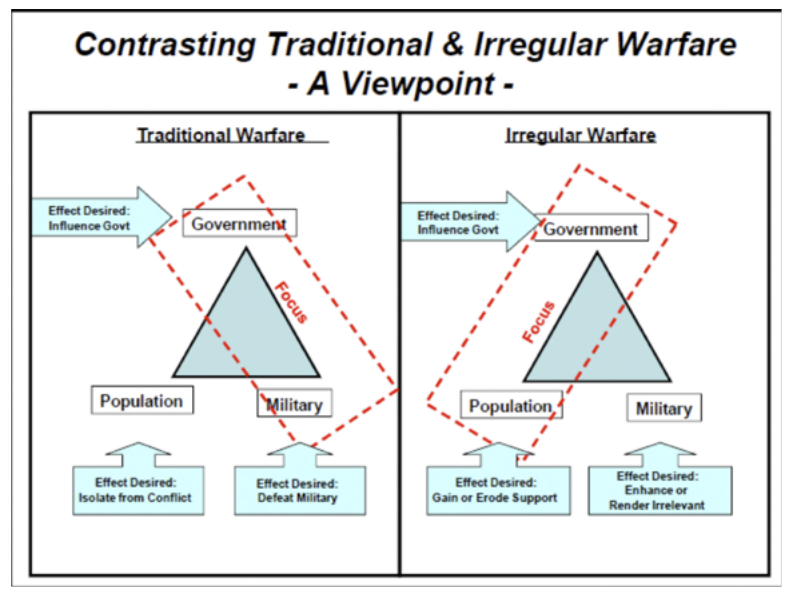 Contrasting Traditional & Irregular Warfare
- A Viewpoint -
Traditional Warfare
Effect Desired:
Influence Govt
Government
Focus
Population
Military
Effect Desired:
Isolate from Conflict
Effect Desired:
Defeat Military
Irregular Warfare
Effect Desired:
Influence Govt
Government
Focus
Population
Military
Effect Desired:
Gain or Erode Support
Effect Desired:
Enhance or
Render Irrelevant